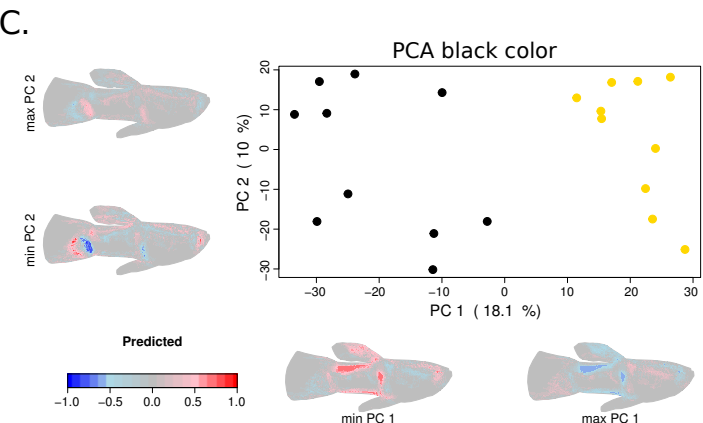 C.
PCA black color
max PC 2
min PC 2
PC 2 ( 10 %)
20
10
0
−10
−20
−30
−30 −20 −10 0 10 20 30
PC 1 ( 18.1 %)
Predicted
−1.0 −0.5 0.0 0.5 1.0
min PC 1
max PC 1